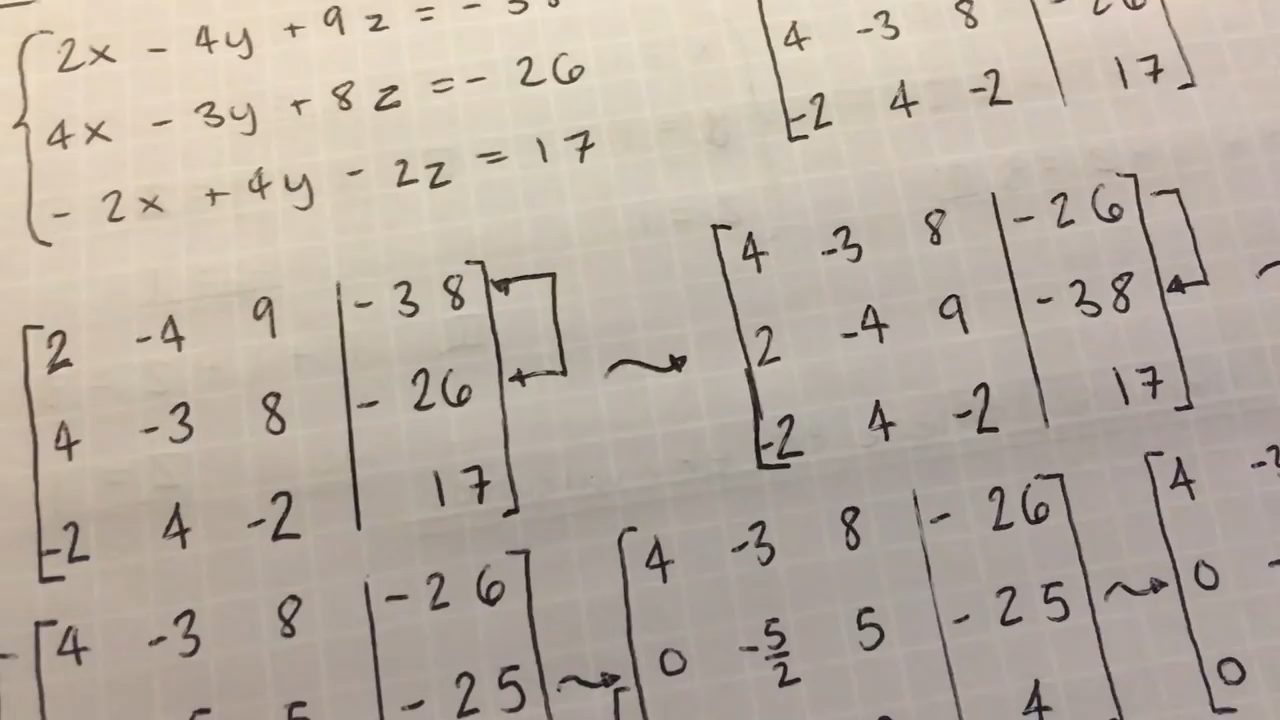 2x - 4y + 9z = - 3
4x - 3y + 8z = - 26
- 2x + 4y - 2z = 17
4 -3 8 | - 26
-2 4 -2 | 17
2 -4 9 | - 38
4 -3 8 | - 26
-2 4 -2 | 17
4 -3 8 | - 26
2 -4 9 | - 38
-2 4 -2 | 17
4 -3 8 | - 26
- 25
4 -3 8 | - 26
0 -5/2 5 | - 25
4
4
0
0